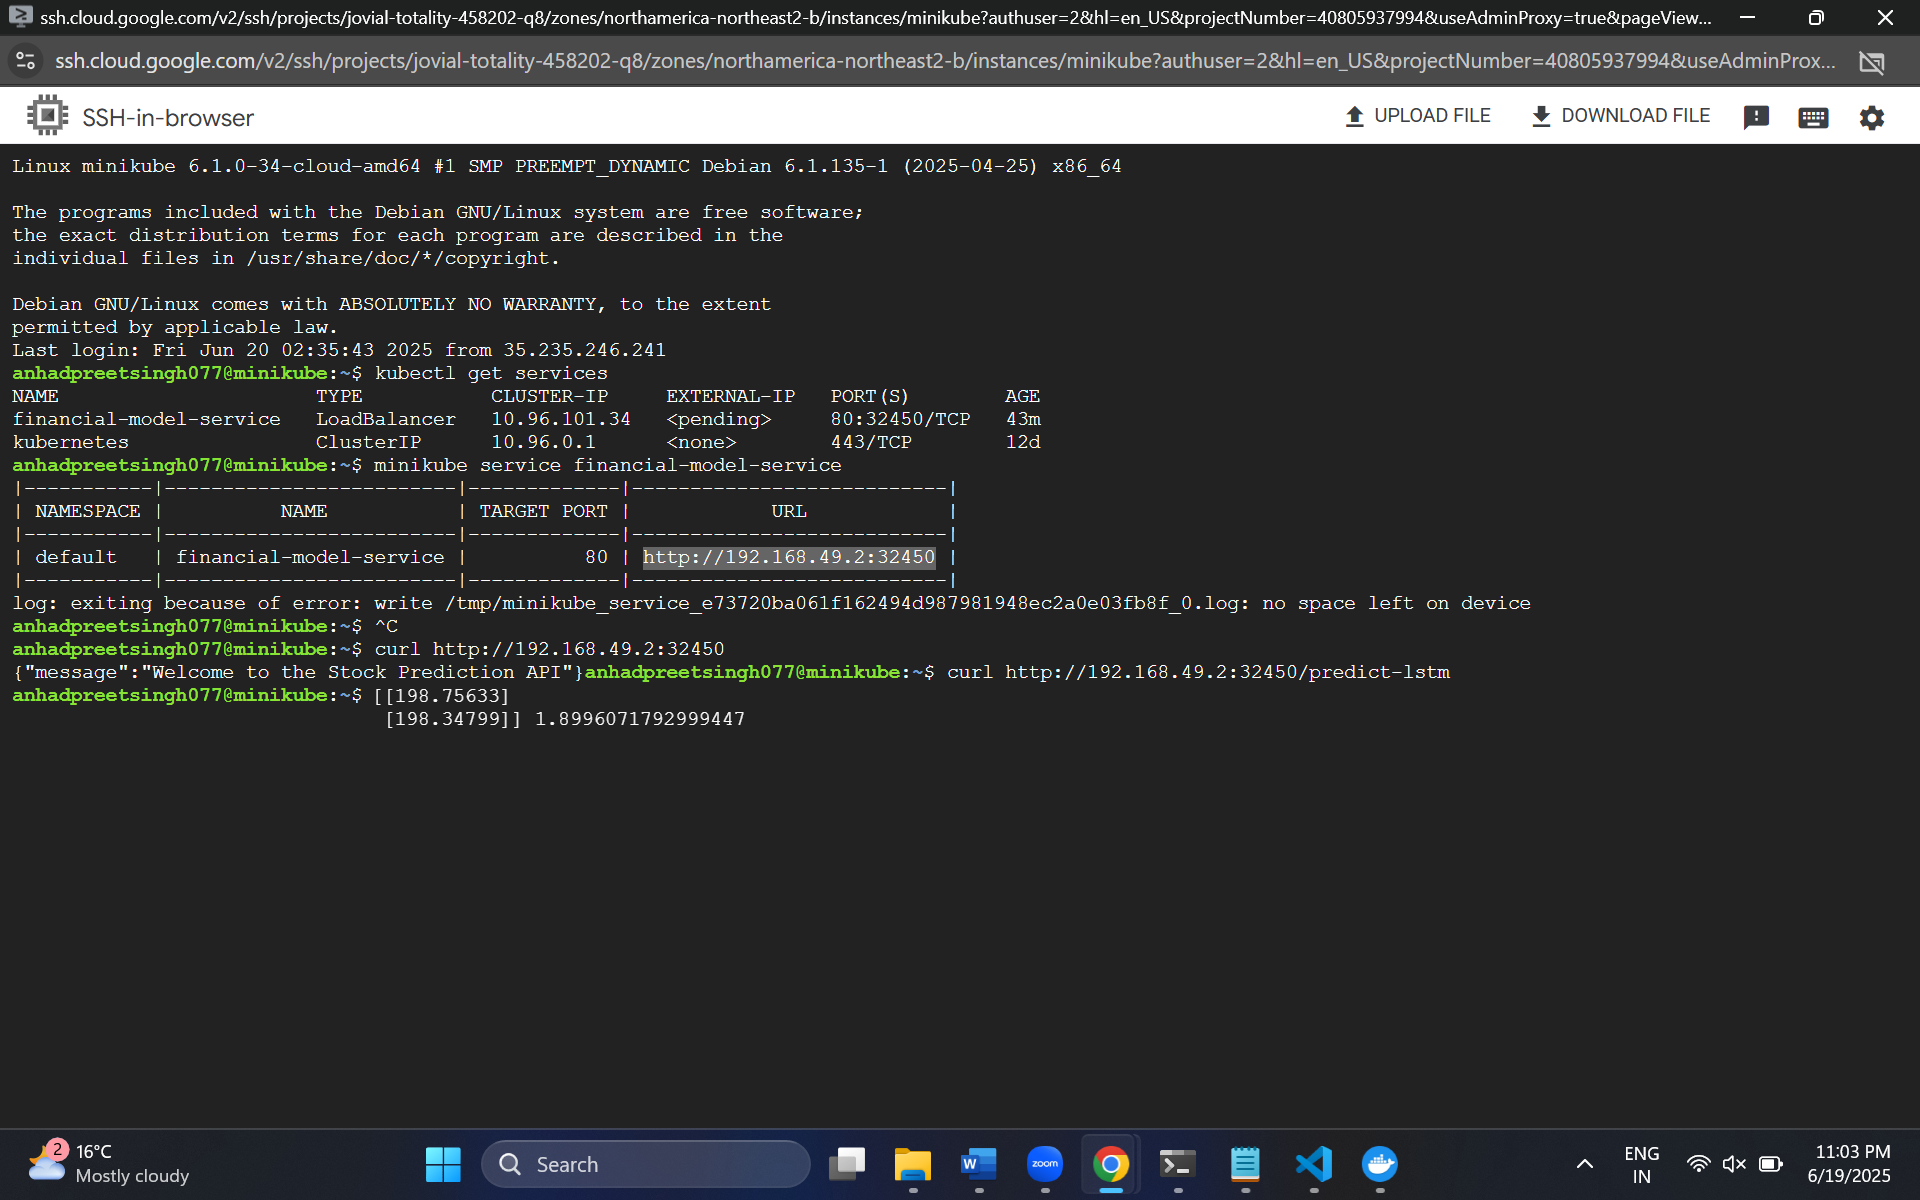 ssh.cloud.google.com/v2/ssh/projects/jovial-totality-458202-q8/zones/northamerica-northeast2-b/instances/minikube?authuser=2&hl=en_US&projectNumber=40805937994&useAdminProxy=true&pageView...
ssh.cloud.google.com/v2/ssh/projects/jovial-totality-458202-q8/zones/northamerica-northeast2-b/instances/minikube?authuser=2&hl=en_US&projectNumber=40805937994&useAdminProx...
SSH-in-browser
UPLOAD FILE
DOWNLOAD FILE
Linux minikube 6.1.0-34-cloud-amd64 #1 SMP PREEMPT_DYNAMIC Debian 6.1.135-1 (2025-04-25) x86_64
The programs included with the Debian GNU/Linux system are free software;
the exact distribution terms for each program are described in the
individual files in /usr/share/doc/*/copyright.
Debian GNU/Linux comes with ABSOLUTELY NO WARRANTY, to the extent
permitted by applicable law.
Last login: Fri Jun 20 02:35:43 2025 from 35.235.246.241
anhadpreetsingh077@minikube:~$ kubectl get services
NAME TYPE CLUSTER-IP EXTERNAL-IP PORT(S) AGE
financial-model-service LoadBalancer 10.96.101.34 <pending> 80:32450/TCP 43m
kubernetes ClusterIP 10.96.0.1 <none> 443/TCP 12d
anhadpreetsingh077@minikube:~$ minikube service financial-model-service
|-----------|-------------------------|-------------|---------------------------|
| NAMESPACE | NAME | TARGET PORT | URL |
|-----------|-------------------------|-------------|---------------------------|
| default | financial-model-service | 80 | http://192.168.49.2:32450 |
|-----------|-------------------------|-------------|---------------------------|
log: exiting because of error: write /tmp/minikube_service_e73720ba061f162494d987981948ec2a0e03fb8f_0.log: no space left on device
anhadpreetsingh077@minikube:~$ ^C
anhadpreetsingh077@minikube:~$ curl http://192.168.49.2:32450
{"message":"Welcome to the Stock Prediction API"}anhadpreetsingh077@minikube:~$ curl http://192.168.49.2:32450/predict-lstm
anhadpreetsingh077@minikube:~$ [[198.75633]
[198.34799]] 1.8996071792999447
2
16°C
Mostly cloudy
Search
W
zoom
ENG
IN
11:03 PM
6/19/2025